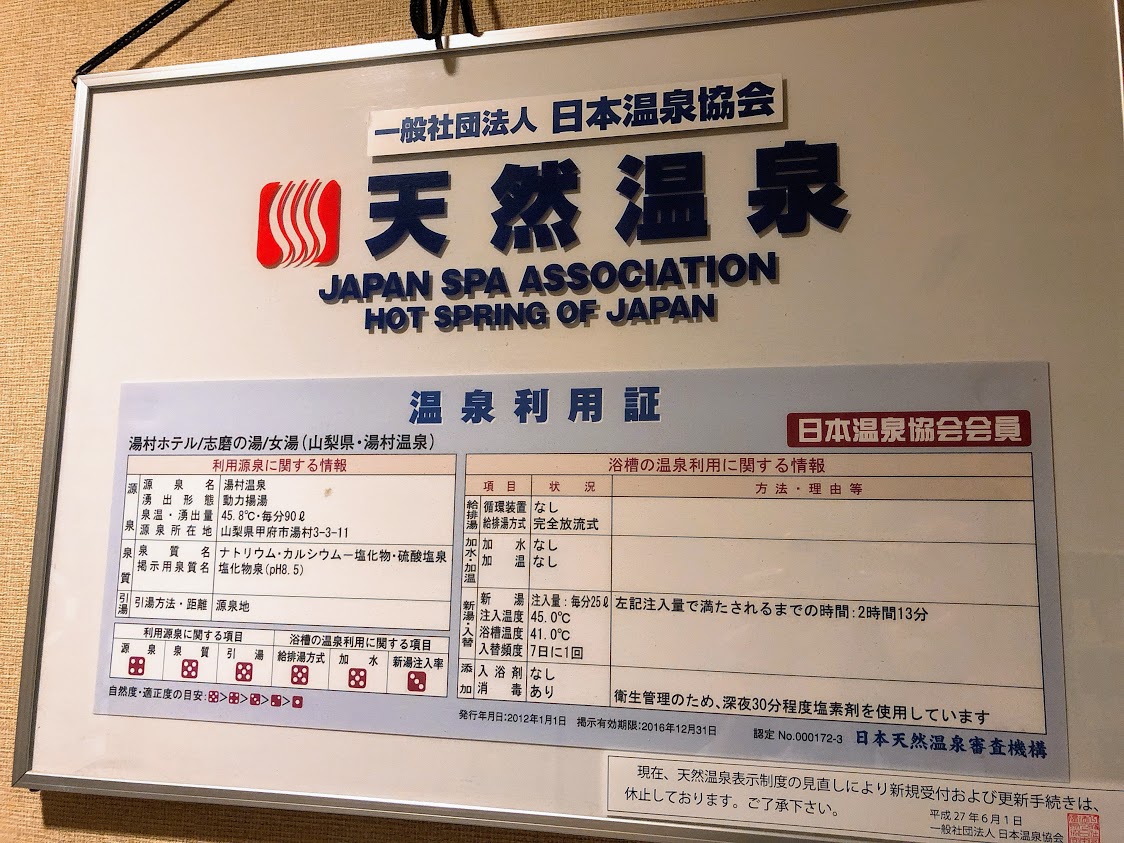 一般社団法人 日本温泉協会
天然温泉
JAPAN SPA ASSOCIATION
HOT SPRING OF JAPAN
温泉利用証
湯村ホテル/志磨の湯/女湯(山梨県・湯村温泉)
日本温泉協会会員
利用源泉に関する情報
源泉
源泉名 湯村温泉
湧出形態 動力揚湯
泉温・湧出量 45.8℃・毎分90ℓ
源泉所在地 山梨県甲府市湯村3-3-11
泉質
泉質名 ナトリウム・カルシウムー塩化物・硫酸塩泉
掲示用泉質名 塩化物泉(pH8.5)
引湯
引湯方法・距離 源泉地
利用源泉に関する項目 浴槽の温泉利用に関する項目
源泉 泉質 引湯 給排湯方式 加水 新湯注入率
自然度・適正度の目安:⚄>⚃>⚂>⚁>⚀
浴槽の温泉利用に関する情報
項目 状況 方法・理由等
給排湯
循環装置 なし
給排湯方式 完全放流式
加水・加温
加水 なし
加温 なし
新湯・入替
新湯 注入量:毎分25ℓ 左記注入量で満たされるまでの時間:2時間13分
注入温度 45.0℃
浴槽温度 41.0℃
入替頻度 7日に1回
添加
入浴剤 なし
消毒 あり 衛生管理のため、深夜30分程度塩素剤を使用しています
発行年月日:2012年1月1日 掲示有効期限:2016年12月31日 認定 No.000172-3 日本天然温泉審査機構
現在、天然温泉表示制度の見直しにより新規受付および更新手続きは、
休止しております。ご了承下さい。
平成27年6月1日
一般社団法人 日本温泉協会